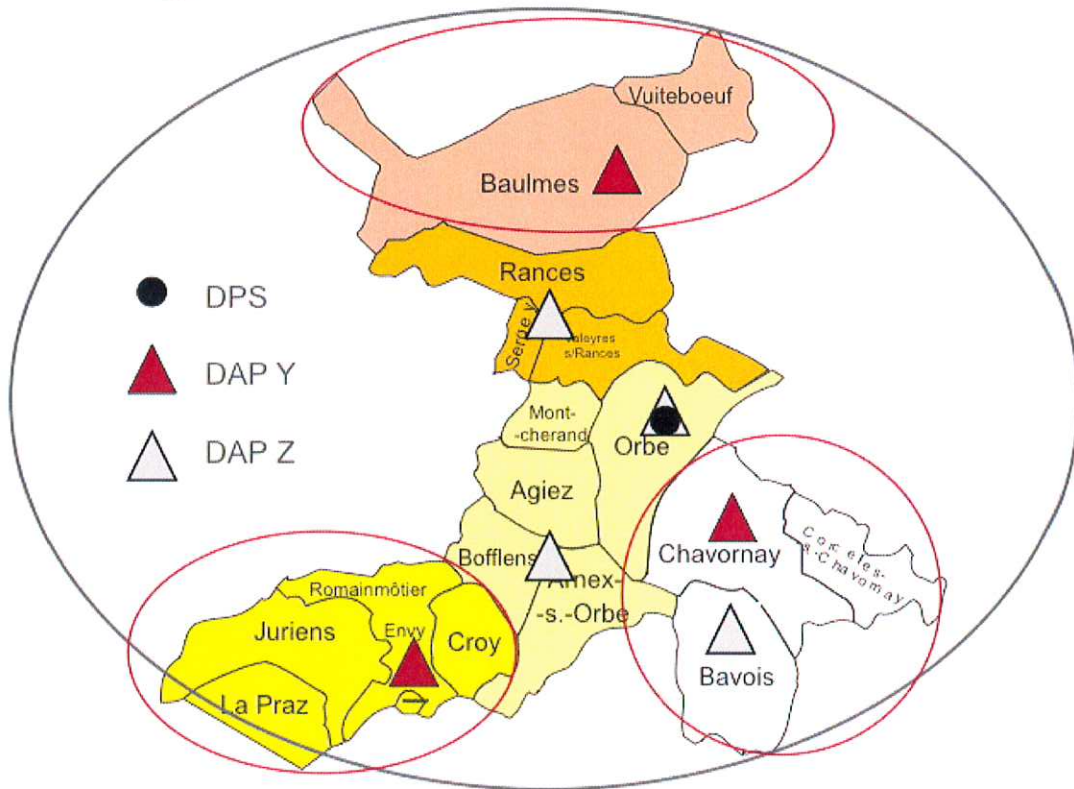 Vuiteboeuf
Baulmes
Rances
DPS
Sergey
Valeyres
s/Rances
DAP Y
Mont-
-cherand
Orbe
DAP Z
Agiez
Chavornay
Corcelles-
s.-Chavornay
Bofflens
Arnex-
-s.-Orbe
Romainmôtier
Juriens
Envy
Croy
Bavois
La Praz